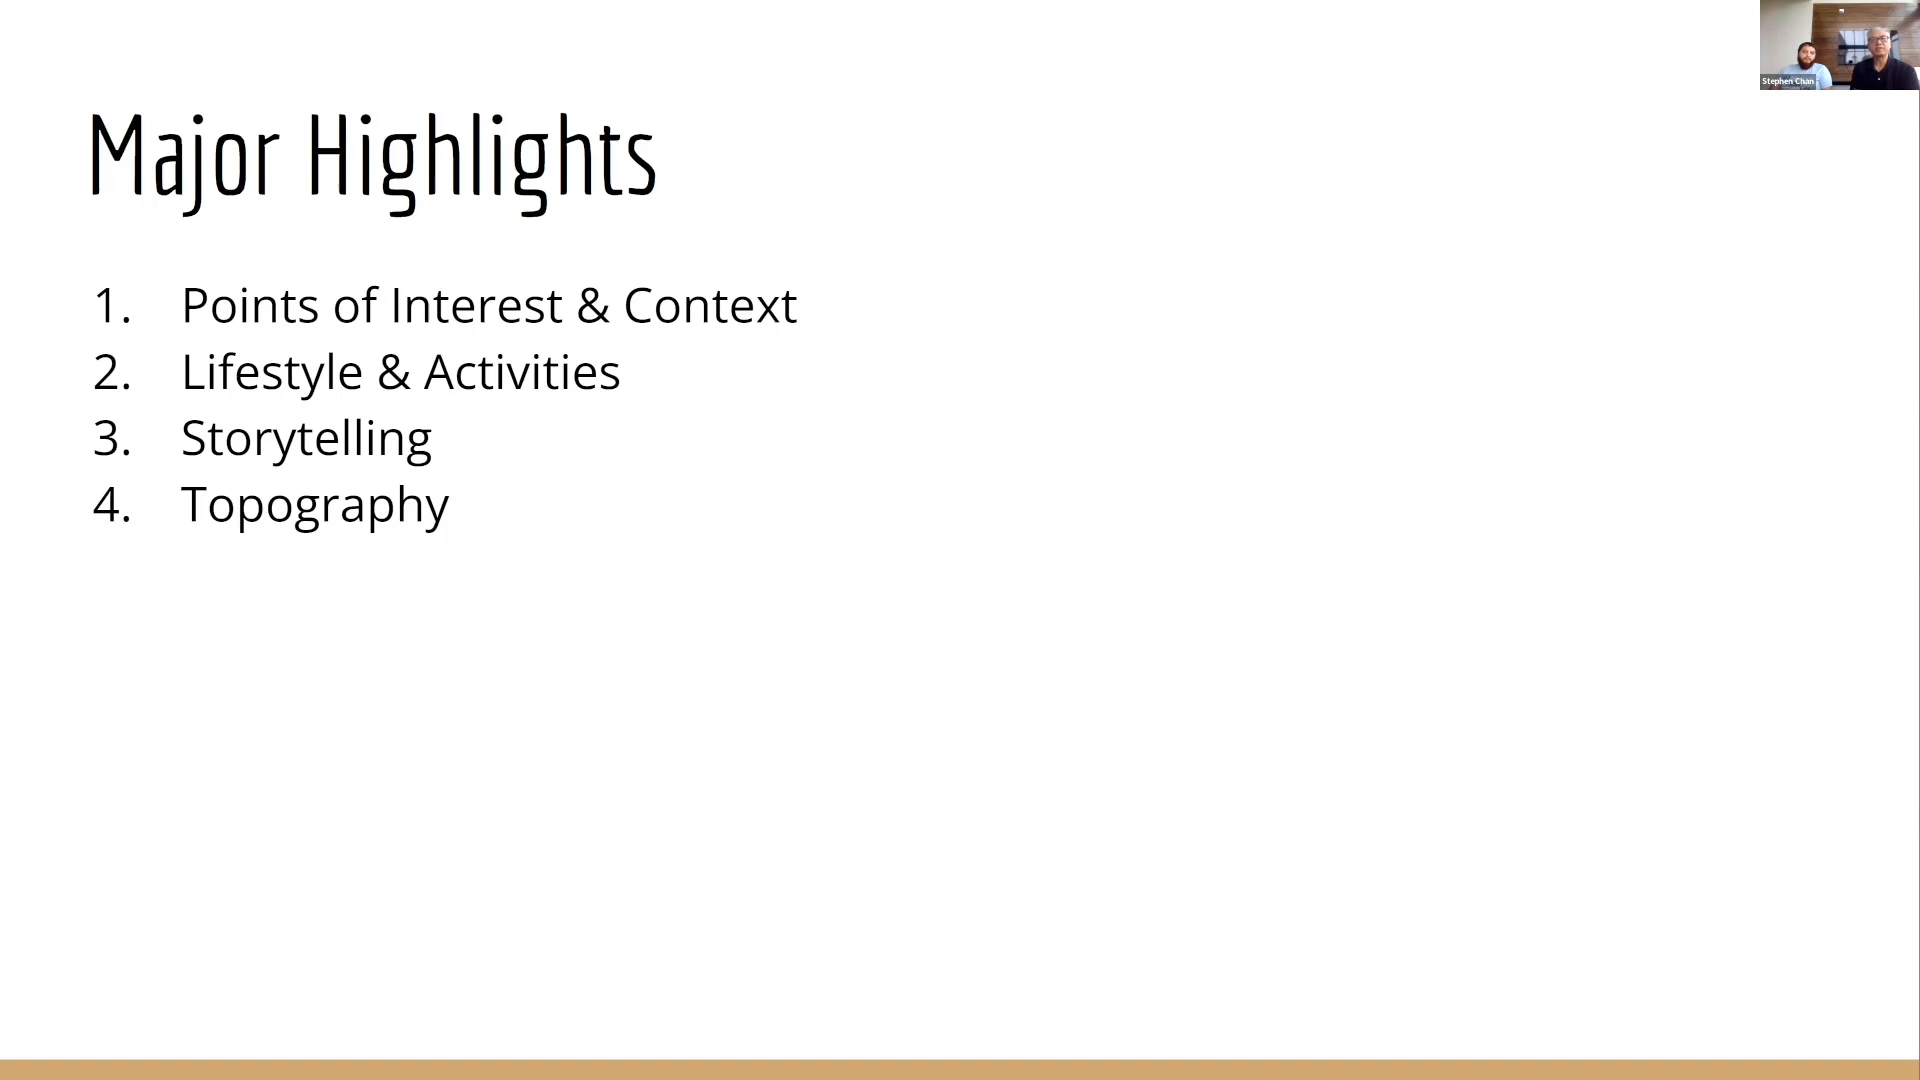 Stephen Chan
Major Highlights
1. Points of Interest & Context
2. Lifestyle & Activities
3. Storytelling
4. Topography